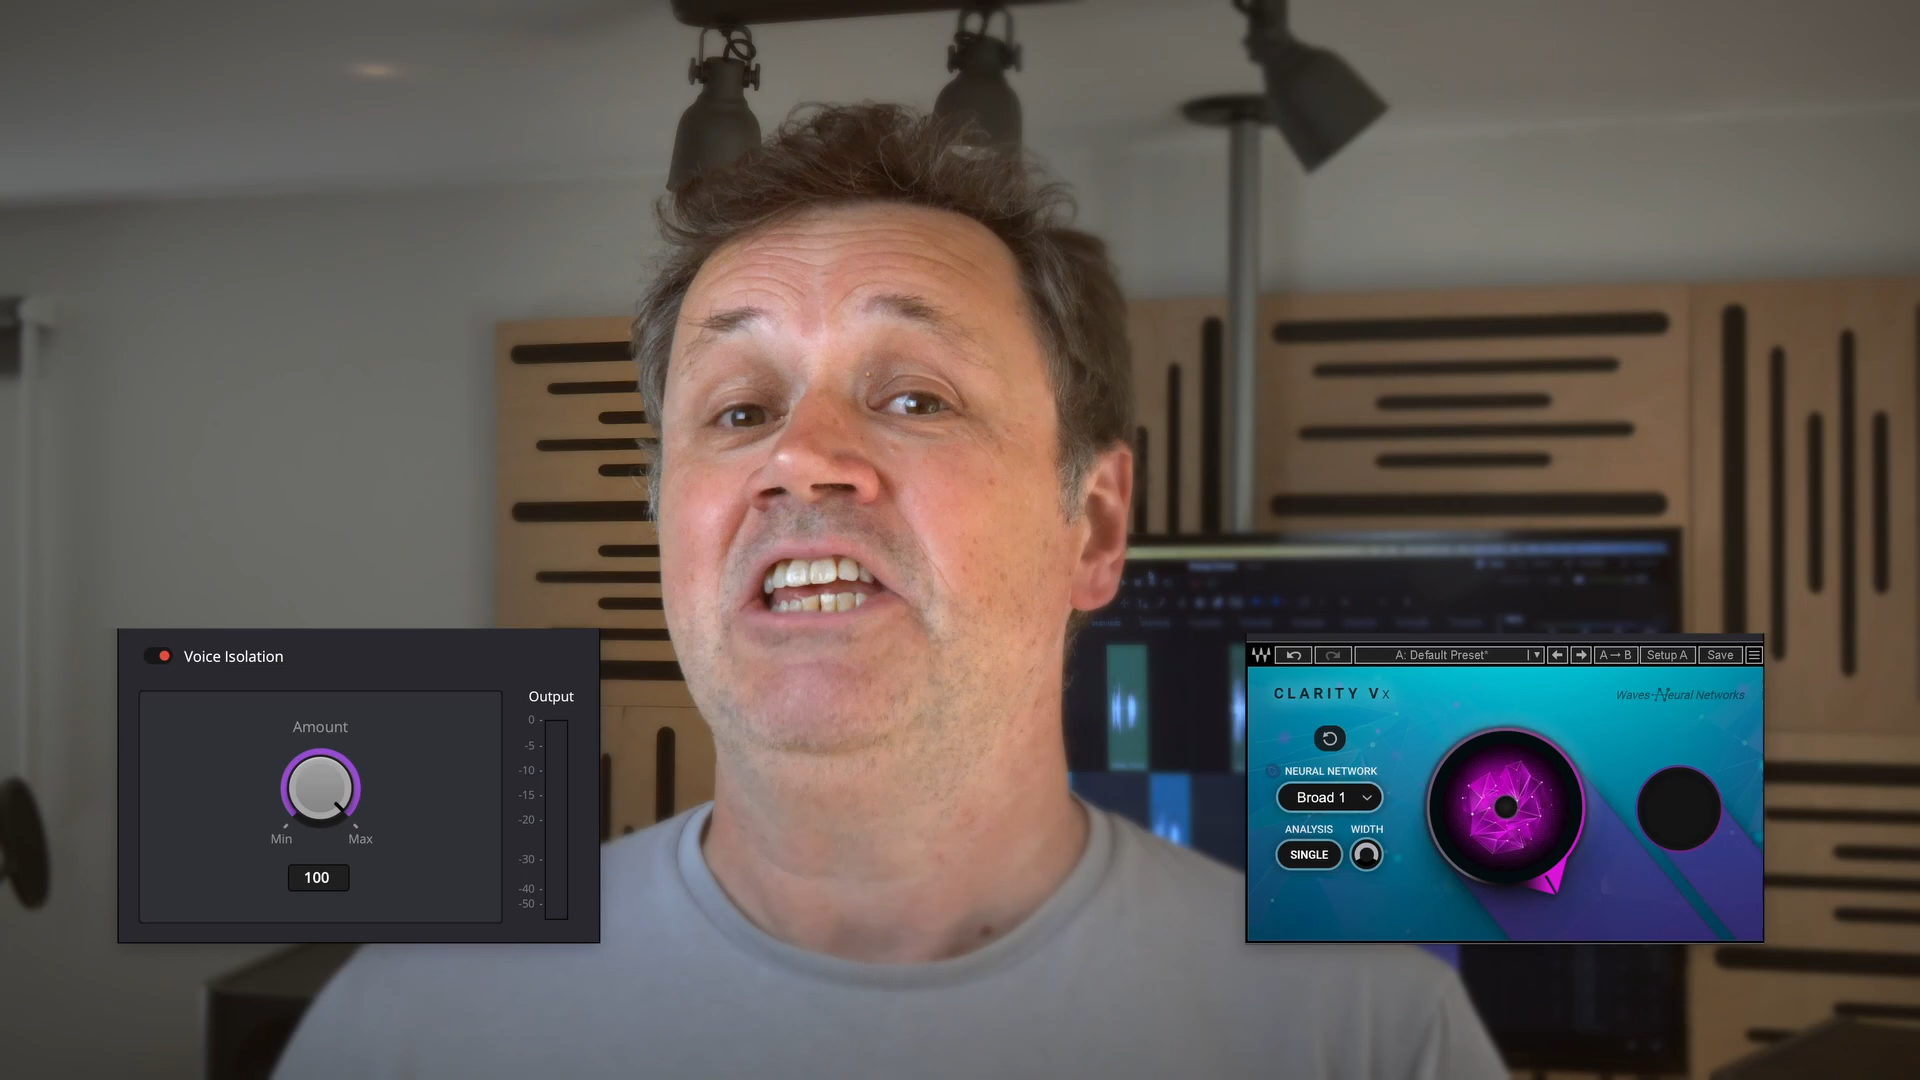 Voice Isolation
Output
Amount
Min
Max
100
0 -
-5 -
-10 -
-15 -
-20 -
-30 -
-40 -
-50 -
A: Default Preset*
A→B
Setup A
Save
CLARITY Vx
Waves Neural Networks
NEURAL NETWORK
Broad 1
ANALYSIS
WIDTH
SINGLE